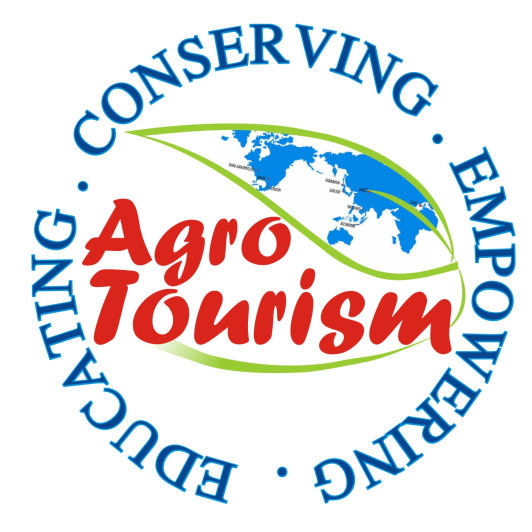 CONSERVING · EMPOWERING · EDUCATING ·
Agro
Tourism